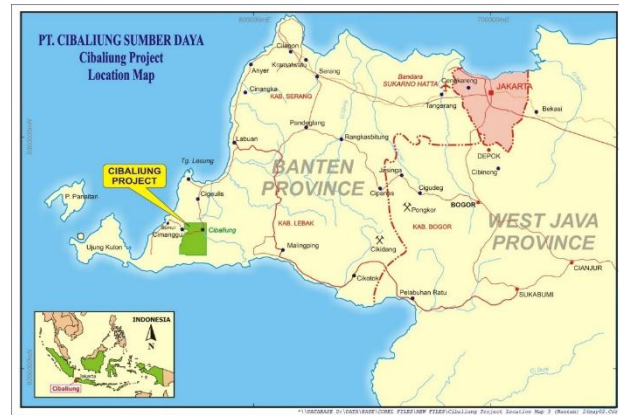 PT. CIBALIUNG SUMBER DAYA
Cibaliung Project
Location Map
Cilegon
Anyer
Serang
Cinangka
KAB. SERANG
Bandara
SUKARNO HATTA
Cengkareng
JAKARTA
Tangerang
Bekasi
Pandeglang
Rangkasbitung
Labuan
DEPOK
Cibinong
Tg. Lesung
CIBALIUNG
PROJECT
BANTEN
PROVINCE
Jasinga
Cipanas
Cigudeg
Pongkor
BOGOR
P. Panaitan
Cigeulis
Cibaliung
Cimanggu
Ujung Kulon
KAB. LEBAK
KAB. BOGOR
WEST JAVA
PROVINCE
Malingping
Cikidang
Cikotok
CIANJUR
Pelabuhan Ratu
SUKABUMI
INDONESIA
N
Jakarta
Cibaliung